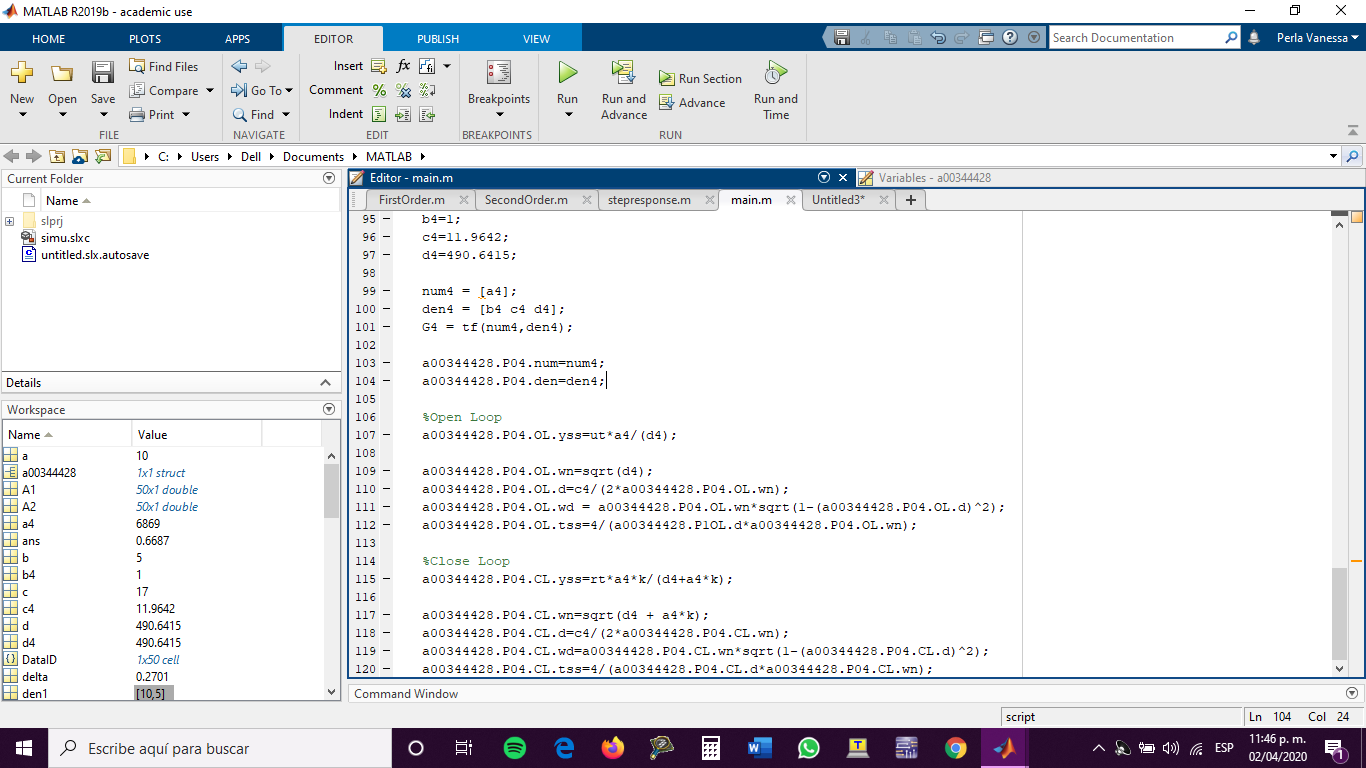 MATLAB R2019b - academic use
HOME PLOTS APPS EDITOR PUBLISH VIEW
Search Documentation
Perla Vanessa
New Open Save
Find Files
Compare
Print
FILE
Go To
Find
NAVIGATE
Insert fx
Comment
Indent
EDIT
Breakpoints
BREAKPOINTS
Run
Run and Advance
Run Section
Advance
Run and Time
RUN
C: Users Dell Documents MATLAB
Current Folder
Name
slprj
simu.slxc
untitled.slx.autosave
Details
Workspace
Name Value
a 10
a00344428 1x1 struct
A1 50x1 double
A2 50x1 double
a4 6869
ans 0.6687
b 5
b4 1
c 17
c4 11.9642
d 490.6415
d4 490.6415
DataID 1x50 cell
delta 0.2701
den1 [10,5]
Editor - main.m
Variables - a00344428
FirstOrder.m SecondOrder.m stepresponse.m main.m Untitled3*
95 b4=1;
96 c4=11.9642;
97 d4=490.6415;
98
99 num4 = [a4];
100 den4 = [b4 c4 d4];
101 G4 = tf(num4,den4);
102
103 a00344428.P04.num=num4;
104 a00344428.P04.den=den4;
105
106 %Open Loop
107 a00344428.P04.OL.yss=ut*a4/(d4);
108
109 a00344428.P04.OL.wn=sqrt(d4);
110 a00344428.P04.OL.d=c4/(2*a00344428.P04.OL.wn);
111 a00344428.P04.OL.wd = a00344428.P04.OL.wn*sqrt(1-(a00344428.P04.OL.d)^2);
112 a00344428.P04.OL.tss=4/(a00344428.P1OL.d*a00344428.P04.OL.wn);
113
114 %Close Loop
115 a00344428.P04.CL.yss=rt*a4*k/(d4+a4*k);
116
117 a00344428.P04.CL.wn=sqrt(d4 + a4*k);
118 a00344428.P04.CL.d=c4/(2*a00344428.P04.CL.wn);
119 a00344428.P04.CL.wd=a00344428.P04.CL.wn*sqrt(1-(a00344428.P04.CL.d)^2);
120 a00344428.P04.CL.tss=4/(a00344428.P04.CL.d*a00344428.P04.CL.wn);
Command Window
script
Ln 104 Col 24
Escribe aquí para buscar
ESP
11:46 p. m.
02/04/2020
1